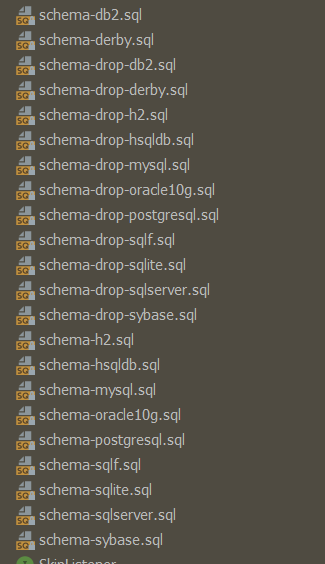 schema-db2.sql
schema-derby.sql
schema-drop-db2.sql
schema-drop-derby.sql
schema-drop-h2.sql
schema-drop-hsqldb.sql
schema-drop-mysql.sql
schema-drop-oracle10g.sql
schema-drop-postgresql.sql
schema-drop-sqlf.sql
schema-drop-sqlite.sql
schema-drop-sqlserver.sql
schema-drop-sybase.sql
schema-h2.sql
schema-hsqldb.sql
schema-mysql.sql
schema-oracle10g.sql
schema-postgresql.sql
schema-sqlf.sql
schema-sqlite.sql
schema-sqlserver.sql
schema-sybase.sql
SkipListener